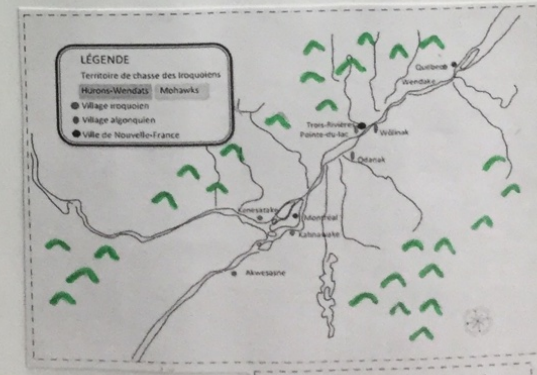 LÉGENDE
Territoire de chasse des Iroquoiens
Hurons-Wendats Mohawks
Village iroquoien
Village algonquien
Ville de Nouvelle-France
Québec
Wendake
Trois-Rivières
Pointe-du-lac
Wôlinak
Odanak
Kanesatake
Montréal
Kahnawake
Akwesasne